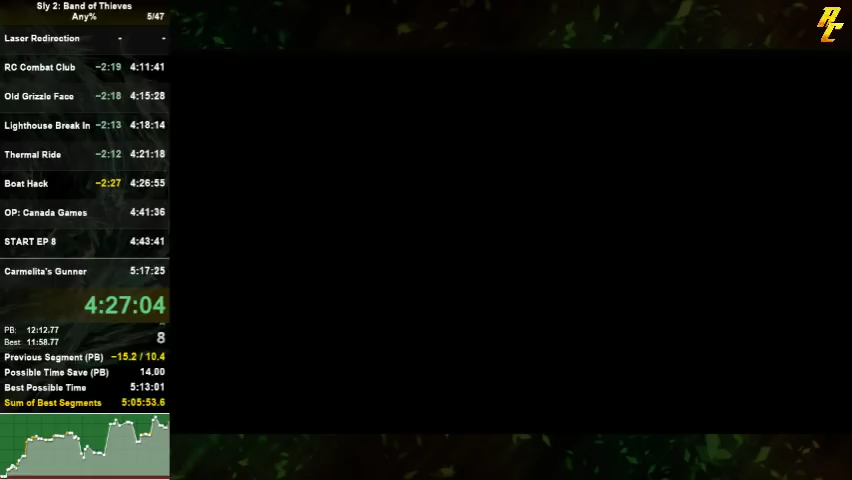 Sly 2: Band of Thieves
Any% 5/47
Laser Redirection - -
RC Combat Club −2:19 4:11:41
Old Grizzle Face −2:18 4:15:28
Lighthouse Break In −2:13 4:18:14
Thermal Ride −2:12 4:21:18
Boat Hack −2:27 4:26:55
OP: Canada Games 4:41:36
START EP 8 4:43:41
Carmelita's Gunner 5:17:25
4:27:04
PB: 12:12.77
Best: 11:58.77 8
Previous Segment (PB) −15.2 / 10.4
Possible Time Save (PB) 14.00
Best Possible Time 5:13:01
Sum of Best Segments 5:05:53.6